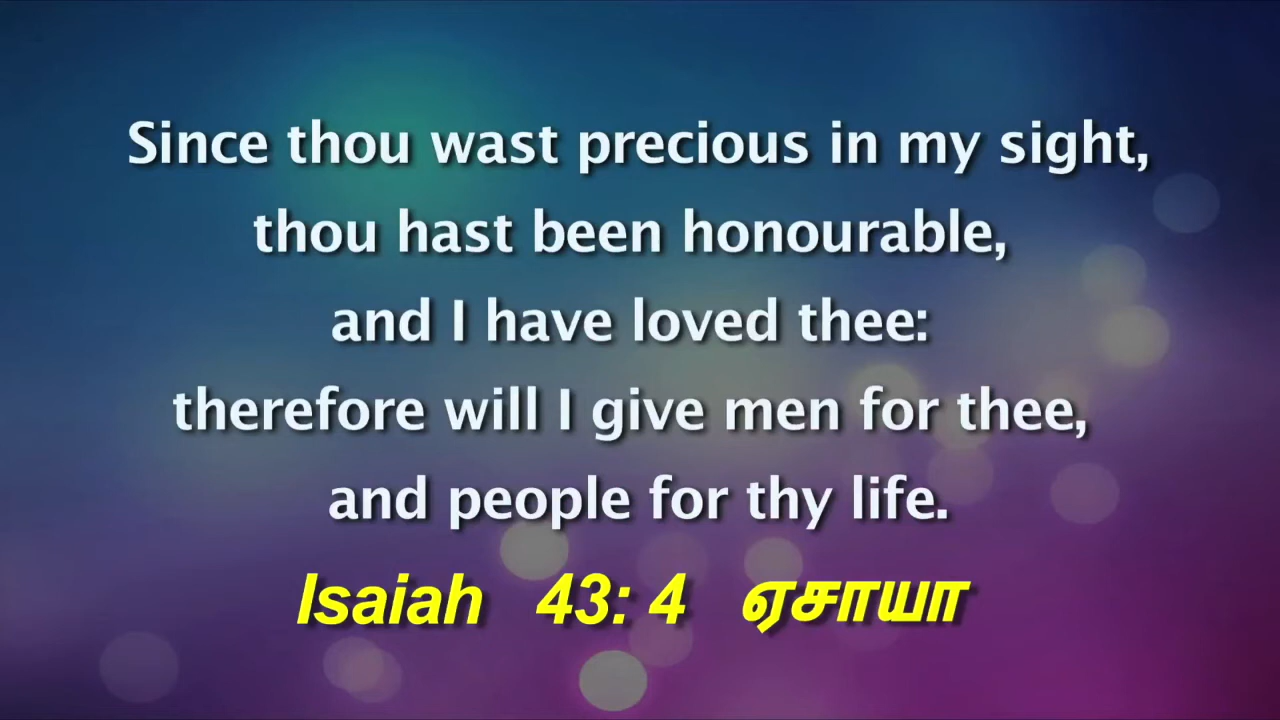 Since thou wast precious in my sight,
thou hast been honourable,
and I have loved thee:
therefore will I give men for thee,
and people for thy life.
Isaiah 43: 4 ஏசாயா